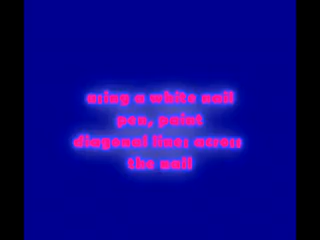 using a white nail
pen, paint
diagonal lines across
the nail